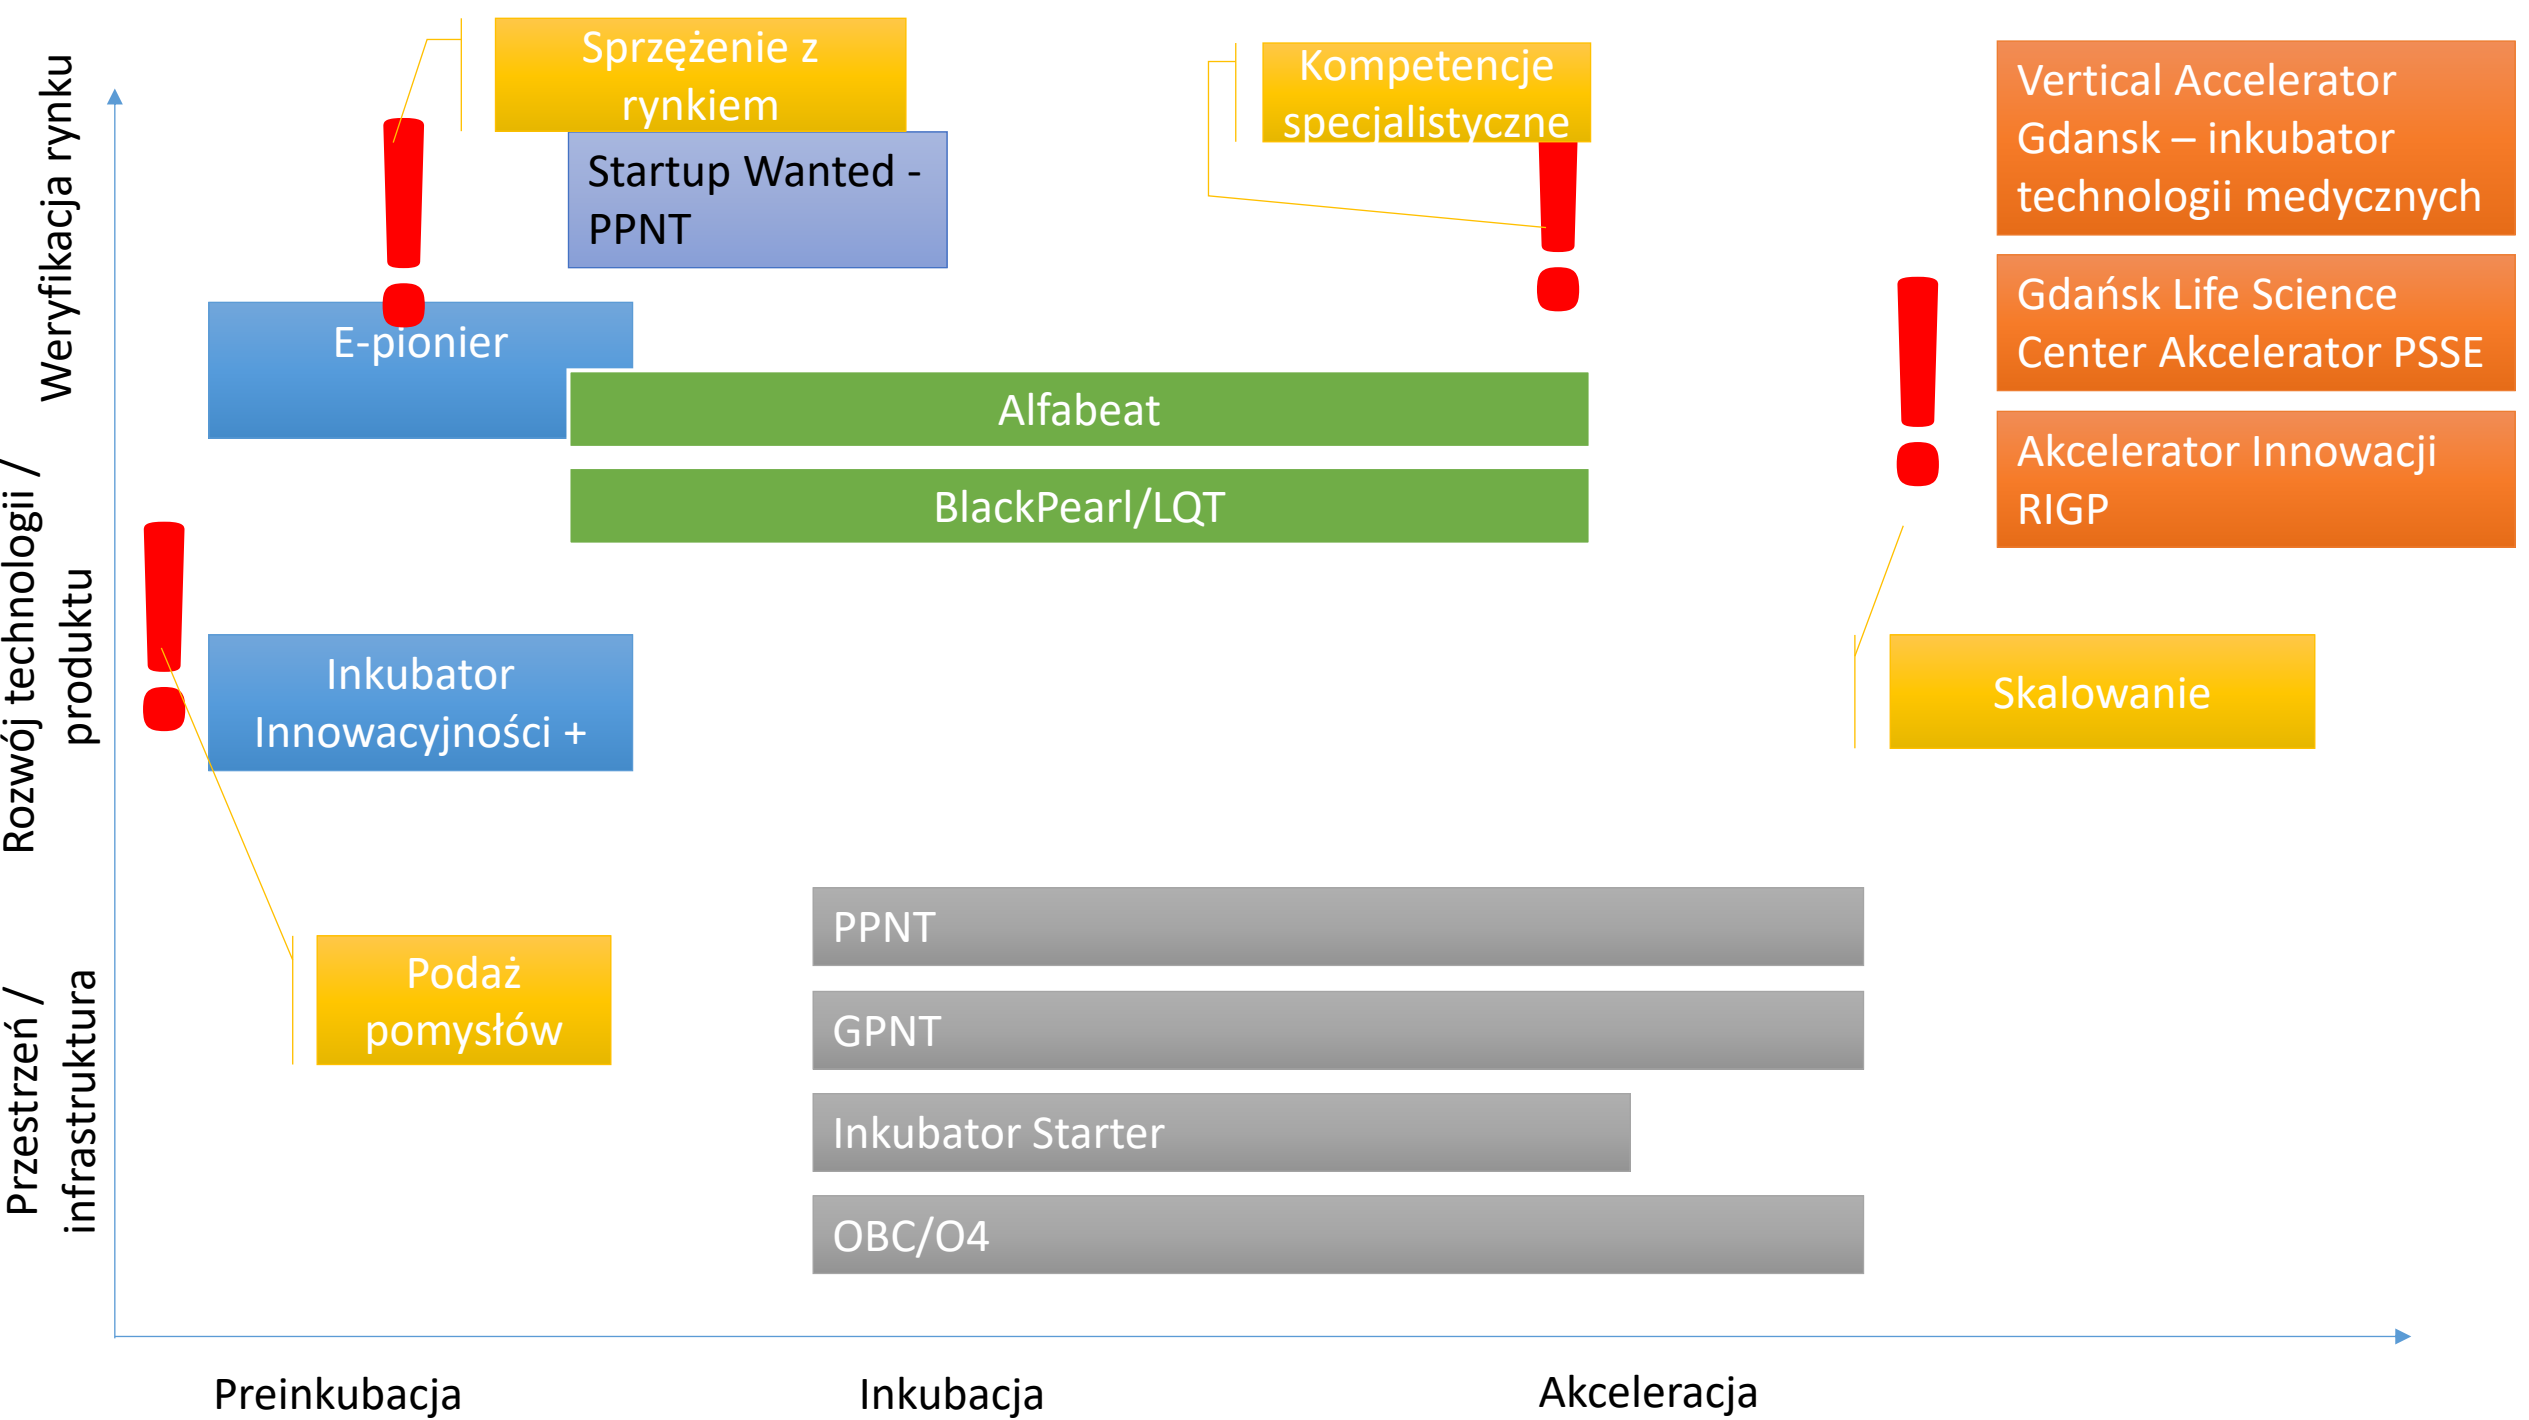 Weryfikacja rynku
Rozwój technologii /
produktu
Przestrzeń /
infrastruktura
Sprzężenie z
rynkiem
Startup Wanted -
PPNT
Kompetencje
specjalistyczne
Vertical Accelerator
Gdansk – inkubator
technologii medycznych
Gdańsk Life Science
Center Akcelerator PSSE
Akcelerator Innowacji
RIGP
!
!
!
!
E-pionier
Alfabeat
BlackPearl/LQT
Inkubator
Innowacyjności +
Skalowanie
Podaż
pomysłów
PPNT
GPNT
Inkubator Starter
OBC/O4
Preinkubacja
Inkubacja
Akceleracja